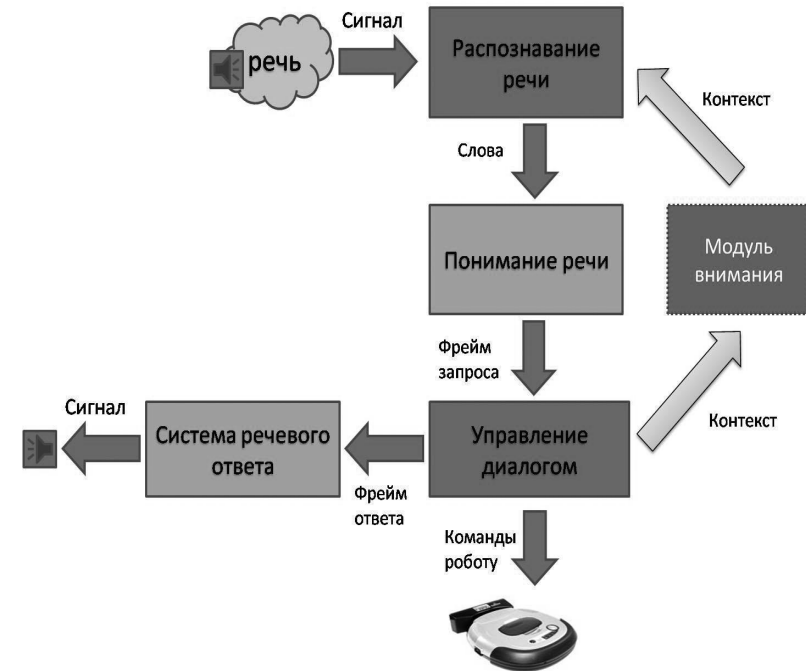 Сигнал
речь
Распознавание
речи
Контекст
Слова
Понимание речи
Модуль
внимания
Фрейм
запроса
Контекст
Сигнал
Система речевого
ответа
Управление
диалогом
Фрейм
ответа
Команды
роботу